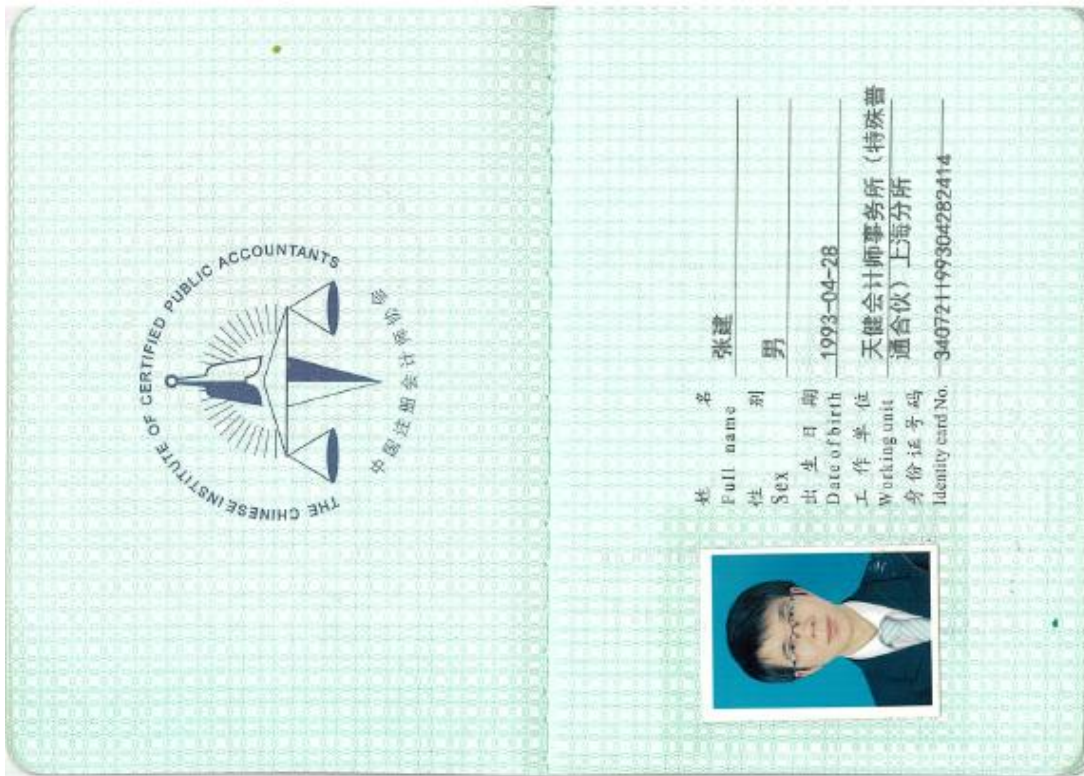 THE CHINESE INSTITUTE OF CERTIFIED PUBLIC ACCOUNTANTS
中国注册会计师协会
姓 名 张建
Full name
性 别 男
Sex
出 生 日 期 1993-04-28
Date of birth
工 作 单 位 天健会计师事务所（特殊普
Working unit 通合伙）上海分所
身 份 证 号 码
Identity card No. 340721199304282414